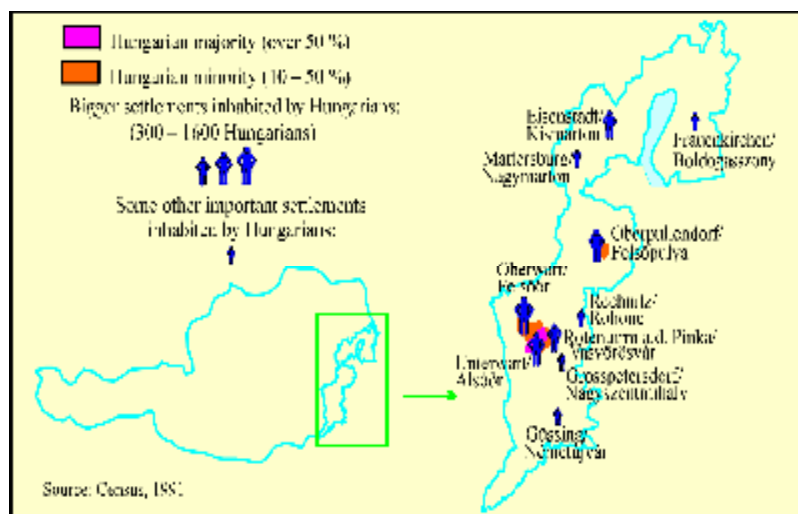 Hungarian majority (over 50 %)
Hungarian minority (10 – 50 %)
Bigger settlements inhabited by Hungarians:
(300 – 1600 Hungarians)
Some other important settlements
inhabited by Hungarians:
Eisenstadt/
Kismarton
Mattersburg/
Nagymarton
Frauenkirchen/
Boldogasszony
Oberpullendorf/
Felsőpulya
Oberwart/
Felsőőr
Rechnitz/
Rohonc
Rotenturm a.d. Pinka/
Vasvörösvár
Unterwart/
Alsóőr
Grosspetersdorf/
Nagyszentmihály
Güssing/
Németújvár
Source: Census, 1991